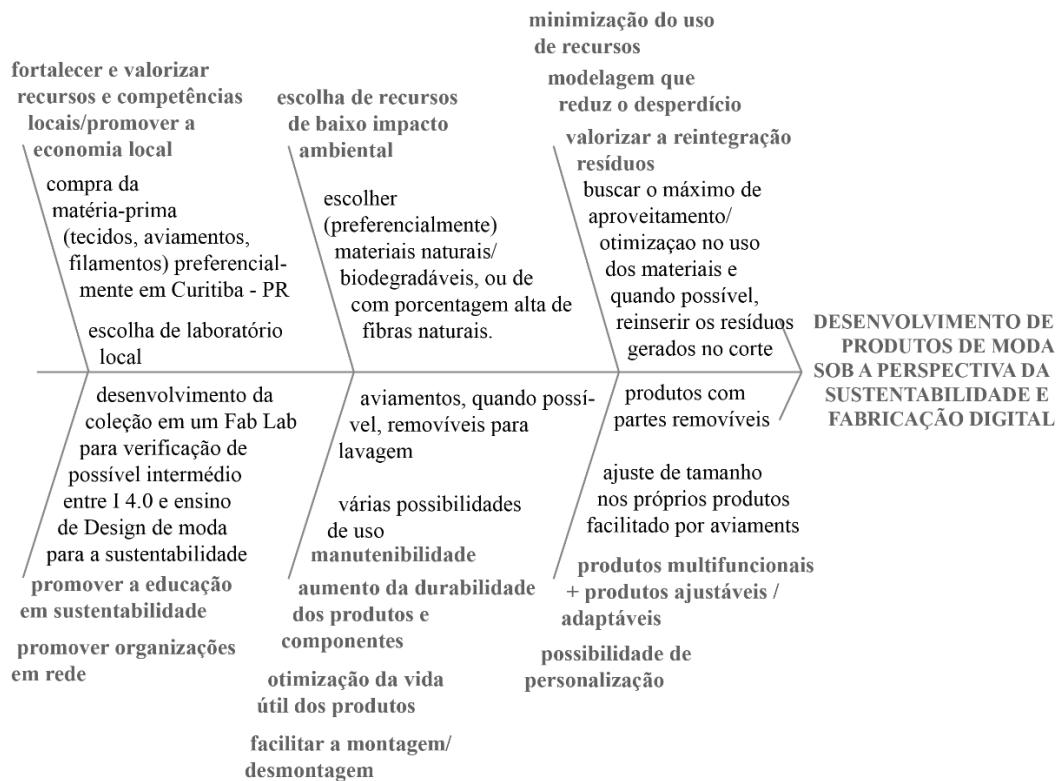 fortalecer e valorizar
recursos e competências
locais/promover a
economia local
compra da
matéria-prima
(tecidos, aviamentos,
filamentos) preferencial-
mente em Curitiba - PR
escolha de laboratório
local
escolha de recursos
de baixo impacto
ambiental
escolher
(preferencialmente)
materiais naturais/
biodegradáveis, ou de
com porcentagem alta de
fibras naturais.
minimização do uso
de recursos
modelagem que
reduz o desperdício
valorizar a reintegração
resíduos
buscar o máximo de
aproveitamento/
otimizaçao no uso
dos materiais e
quando possível,
reinserir os resíduos
gerados no corte
DESENVOLVIMENTO DE
PRODUTOS DE MODA
SOB A PERSPECTIVA DA
SUSTENTABILIDADE E
FABRICAÇÃO DIGITAL
desenvolvimento da
coleção em um Fab Lab
para verificação de
possível intermédio
entre I 4.0 e ensino
de Design de moda
para a sustentabilidade
promover a educação
em sustentabilidade
promover organizações
em rede
aviamentos, quando possí-
vel, removíveis para
lavagem
várias possibilidades
de uso
manutenibilidade
aumento da durabilidade
dos produtos e
componentes
otimização da vida
útil dos produtos
facilitar a montagem/
desmontagem
produtos com
partes removíveis
ajuste de tamanho
nos próprios produtos
facilitado por aviaments
produtos multifuncionais
+ produtos ajustáveis /
adaptáveis
possibilidade de
personalização